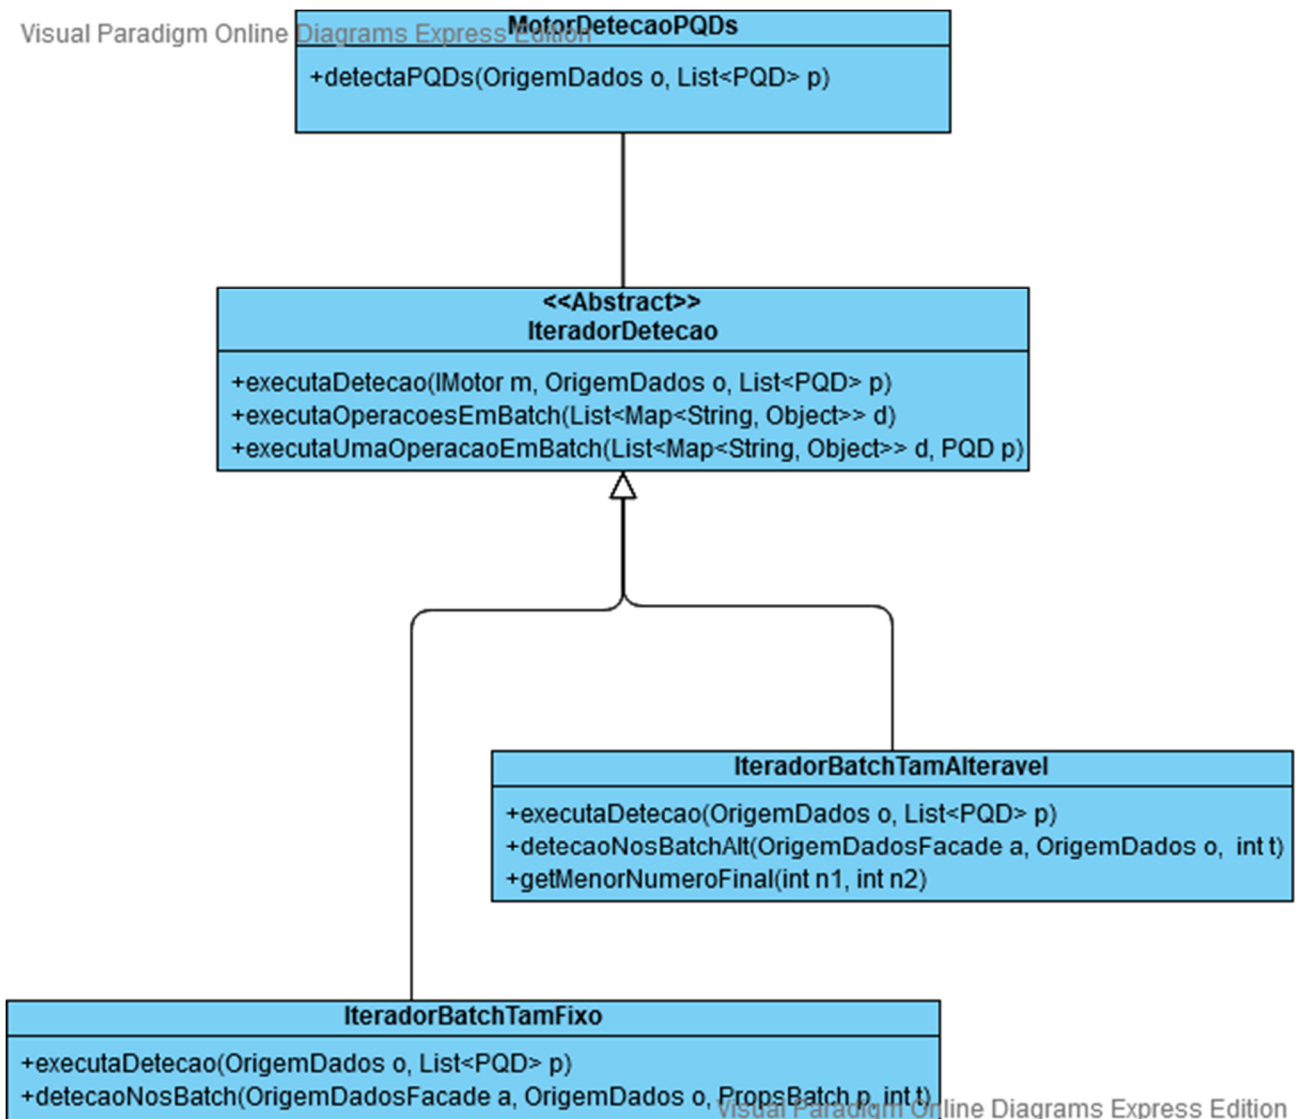 MotorDetecaoPQDs
Visual Paradigm Online Diagrams Express Edition
+detectaPQDs(OrigemDados o, List<PQD> p)
<<Abstract>>
IteradorDetecao
+executaDetecao(IMotor m, OrigemDados o, List<PQD> p)
+executaOperacoesEmBatch(List<Map<String, Object>> d)
+executaUmaOperacaoEmBatch(List<Map<String, Object>> d, PQD p)
IteradorBatchTamAlteravel
+executaDetecao(OrigemDados o, List<PQD> p)
+detecaoNosBatchAlt(OrigemDadosFacade a, OrigemDados o, int t)
+getMenorNumeroFinal(int n1, int n2)
IteradorBatchTamFixo
+executaDetecao(OrigemDados o, List<PQD> p)
+detecaoNosBatch(OrigemDadosFacade a, OrigemDados o, PropsBatch p, int t)
Visual Paradigm Online Diagrams Express Edition